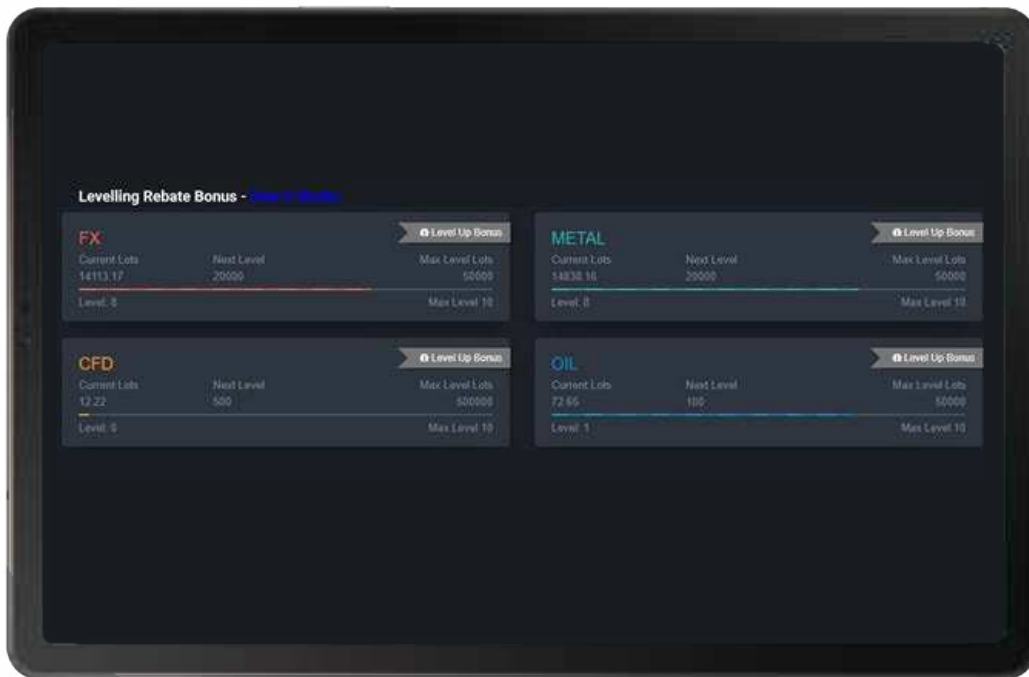 Levelling Rebate Bonus -
FX
Level Up Bonus
Current Lots Next Level Max Level Lots
14113.17 20000 50000
Level: 8 Max Level 10
METAL
Level Up Bonus
Current Lots Next Level Max Level Lots
14838.16 20000 50000
Level: 8 Max Level 10
CFD
Level Up Bonus
Current Lots Next Level Max Level Lots
12.22 500 500000
Level: Max Level 10
OIL
Level Up Bonus
Current Lots Next Level Max Level Lots
72.66 100 50000
Level: 1 Max Level 10